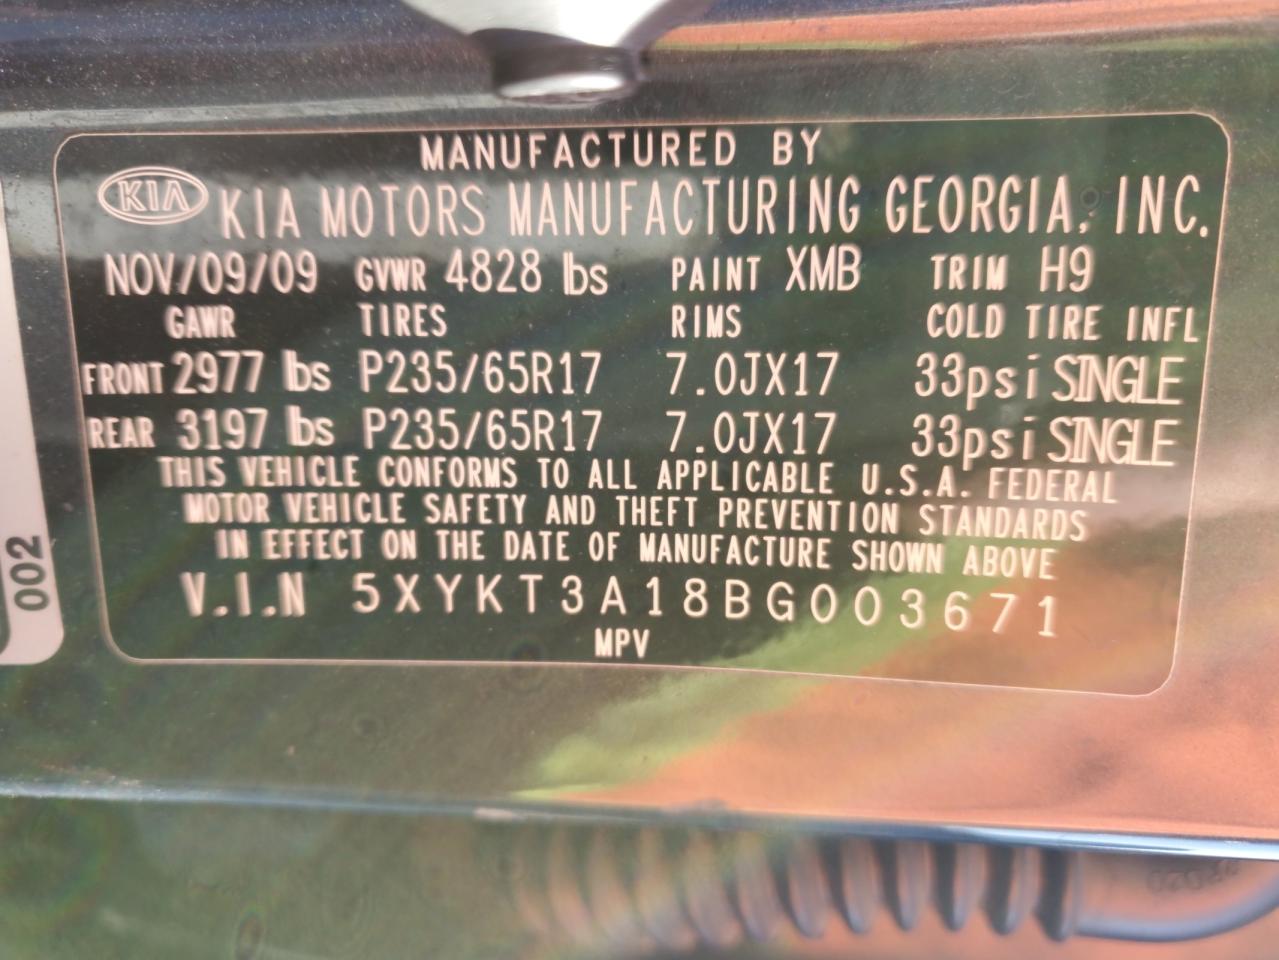 MANUFACTURED BY
KIA KIA MOTORS MANUFACTURING GEORGIA, INC.
NOV/09/09 GVWR 4828 lbs PAINT XMB TRIM H9
GAWR TIRES RIMS COLD TIRE INFL
FRONT 2977 lbs P235/65R17 7.0JX17 33psi SINGLE
REAR 3197 lbs P235/65R17 7.0JX17 33psi SINGLE
THIS VEHICLE CONFORMS TO ALL APPLICABLE U.S.A. FEDERAL
MOTOR VEHICLE SAFETY AND THEFT PREVENTION STANDARDS
IN EFFECT ON THE DATE OF MANUFACTURE SHOWN ABOVE
V.I.N 5XYKT3A18BG003671
MPV
002